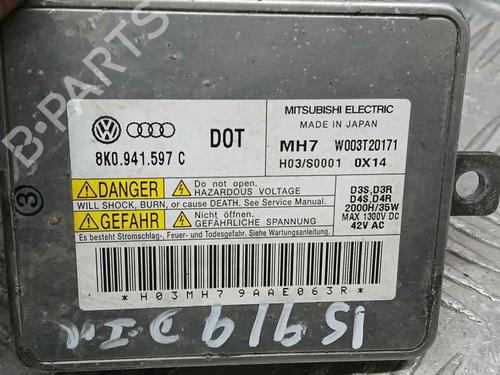 B-PARTS
8K0.941.597 C
DOT
MITSUBISHI ELECTRIC
MADE IN JAPAN
MH7 W003T20171
H03/S0001 0X14
3
DANGER
Do not open.
HAZARDOUS VOLTAGE
WILL SHOCK, BURN, or cause DEATH. See Service Manual.
GEFAHR
Nicht öffnen.
GEFÄHRLICHE SPANNUNG
Es besteht Stromschlag-, Feuer- und Todesgefahr. Siehe Wartungsanleitung.
D3S,D3R
D4S,D4R
2000H/35W
MAX 1300V DC
42V AC
*H03MH79AAE063R*